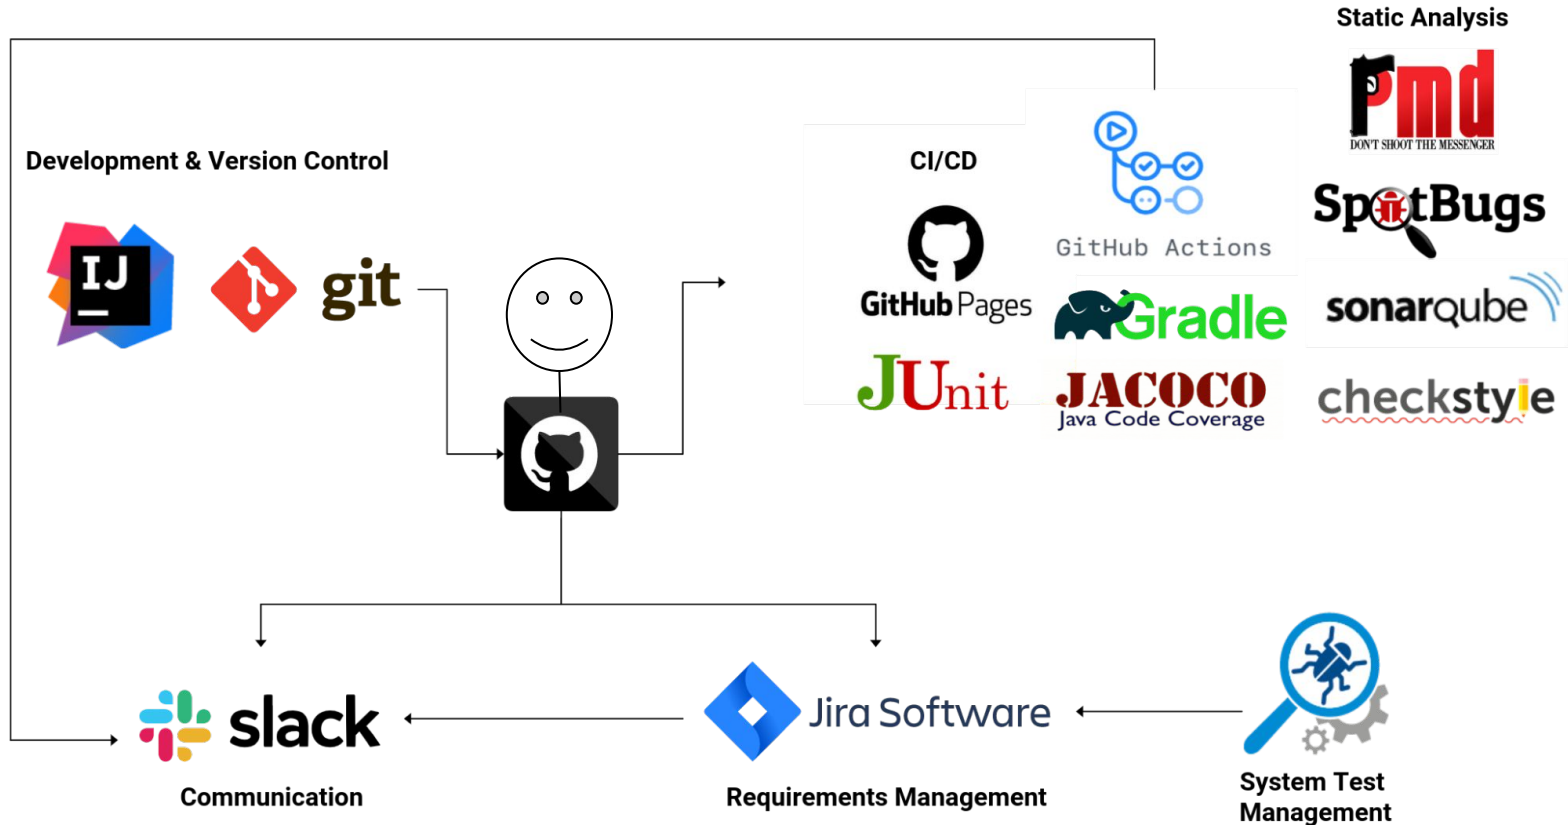 Static Analysis
Pmd
DON'T SHOOT THE MESSENGER
Development & Version Control
CI/CD
IJ
git
GitHub Actions
SpotBugs
GitHub Pages
Gradle
sonarqube
JUnit
JACOCO
Java Code Coverage
checkstyle
slack
Communication
Jira Software
Requirements Management
System Test
Management